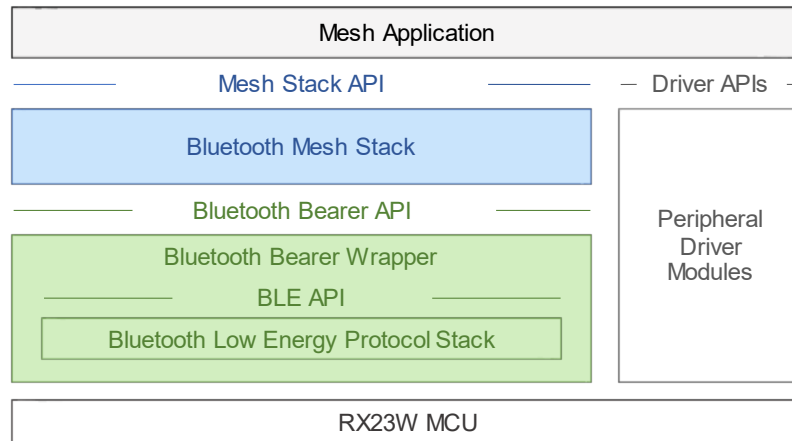 Mesh Application
Mesh Stack API
Driver APIs
Bluetooth Mesh Stack
Bluetooth Bearer API
Peripheral
Driver
Modules
Bluetooth Bearer Wrapper
BLE API
Bluetooth Low Energy Protocol Stack
RX23W MCU